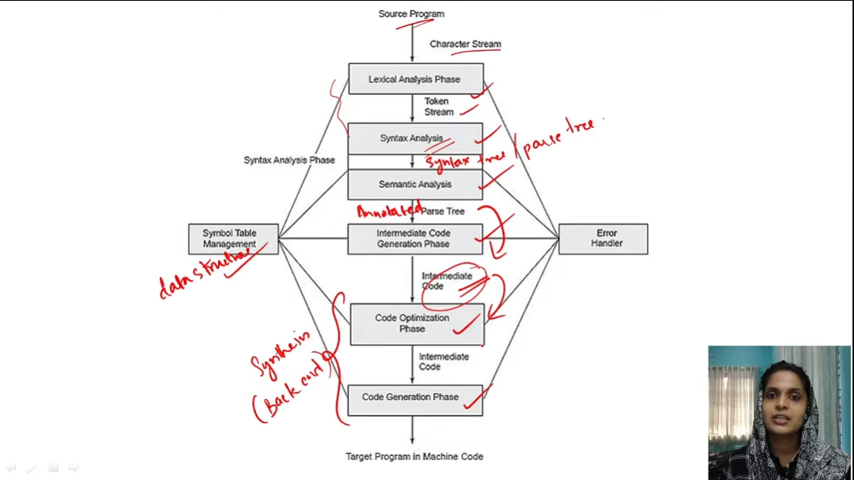 Source Program
Character Stream
Lexical Analysis Phase
Token
Stream
Syntax Analysis
syntax tree / parse tree
Syntax Analysis Phase
Semantic Analysis
Annotated Parse Tree
Symbol Table
Management
data structure
Intermediate Code
Generation Phase
Error
Handler
Intermediate
Code
Code Optimization
Phase
Synthesis
(Back end)
Intermediate
Code
Code Generation Phase
Target Program in Machine Code